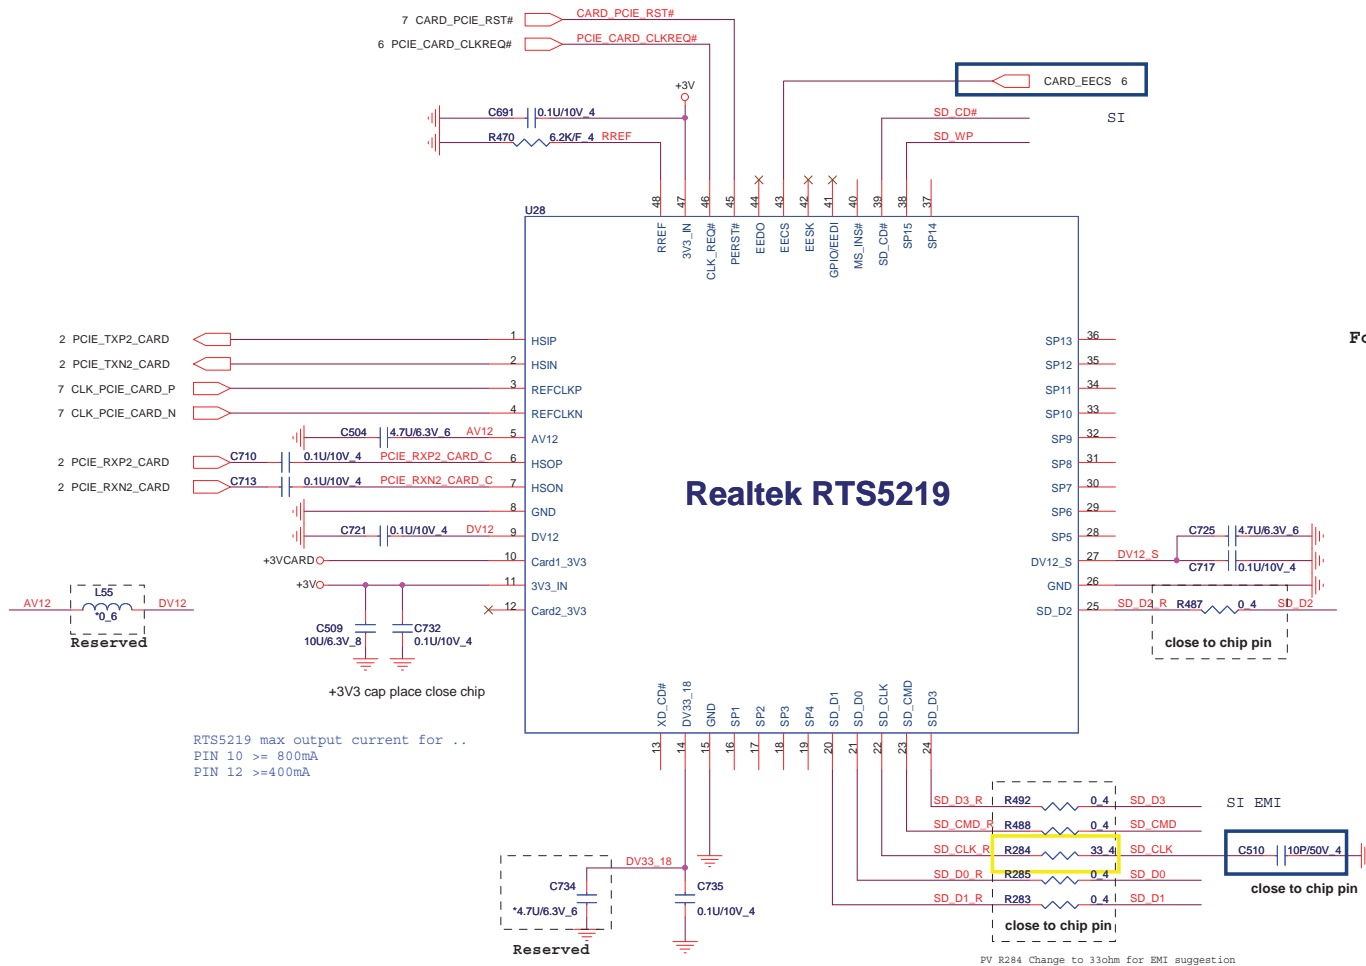 7 CARD_PCIE_RST#
CARD_PCIE_RST#
6 PCIE_CARD_CLKREQ#
PCIE_CARD_CLKREQ#
+3V
CARD_EECS 6
C691
0.1U/10V_4
SD_CD#
SI
R470
6.2K/F_4
RREF
SD_WP
48
47
46
45
44
43
42
41
40
39
38
37
U28
RREF
3V3_IN
CLK_REQ#
PERST#
EEDO
EECS
EESK
GPIO/EEDI
MS_INS#
SD_CD#
SP15
SP14
2 PCIE_TXP2_CARD
1
HSIP
SP13
36
Fo
2 PCIE_TXN2_CARD
2
HSIN
SP12
35
7 CLK_PCIE_CARD_P
3
REFCLKP
SP11
34
7 CLK_PCIE_CARD_N
4
REFCLKN
SP10
33
C504
4.7U/6.3V_6
AV12
5
AV12
SP9
32
2 PCIE_RXP2_CARD
C710
0.1U/10V_4
PCIE_RXP2_CARD_C
6
HSOP
SP8
31
2 PCIE_RXN2_CARD
C713
0.1U/10V_4
PCIE_RXN2_CARD_C
7
HSON
SP7
30
Realtek RTS5219
8
GND
SP6
29
C721
0.1U/10V_4
DV12
9
DV12
SP5
28
C725
4.7U/6.3V_6
+3VCARD
10
Card1_3V3
DV12_S
27
DV12_S
C717
0.1U/10V_4
+3V
11
3V3_IN
GND
26
12
Card2_3V3
SD_D2
25
SD_D2_R
R487
0_4
SD_D2
close to chip pin
AV12
L55
*0_6
DV12
Reserved
C509
10U/6.3V_8
C732
0.1U/10V_4
+3V3 cap place close chip
XD_CD#
DV33_18
GND
SP1
SP2
SP3
SP4
SD_D1
SD_D0
SD_CLK
SD_CMD
SD_D3
13
14
15
16
17
18
19
20
21
22
23
24
RTS5219 max output current for ..
PIN 10 >= 800mA
PIN 12 >=400mA
SD_D3_R
R492
0_4
SD_D3
SI EMI
SD_CMD_R
R488
0_4
SD_CMD
SD_CLK_R
R284
33_4
SD_CLK
C510
10P/50V_4
SD_D0_R
R285
0_4
SD_D0
close to chip pin
SD_D1_R
R283
0_4
SD_D1
close to chip pin
DV33_18
C734
*4.7U/6.3V_6
C735
0.1U/10V_4
Reserved
PV R284 Change to 33ohm for EMI suggestion